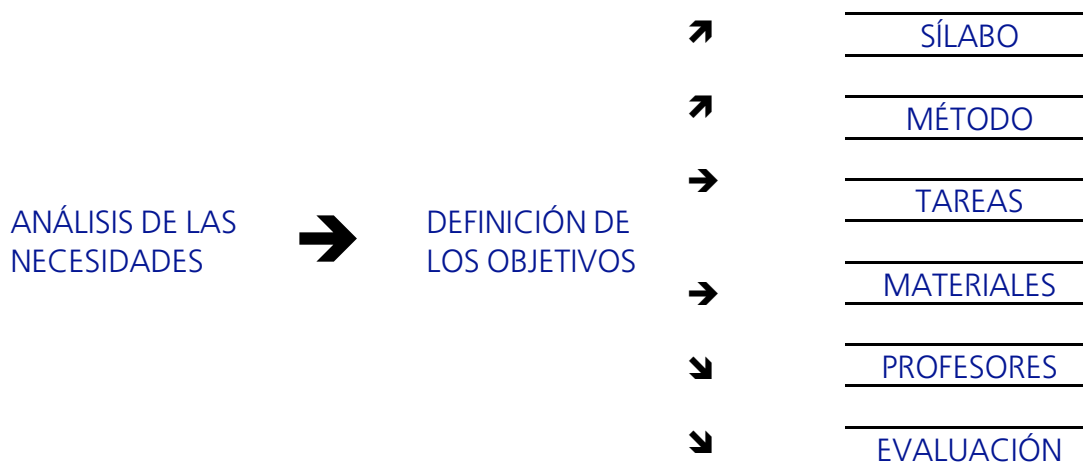 SÍLABO
MÉTODO
TAREAS
ANÁLISIS DE LAS
NECESIDADES
DEFINICIÓN DE
LOS OBJETIVOS
MATERIALES
PROFESORES
EVALUACIÓN